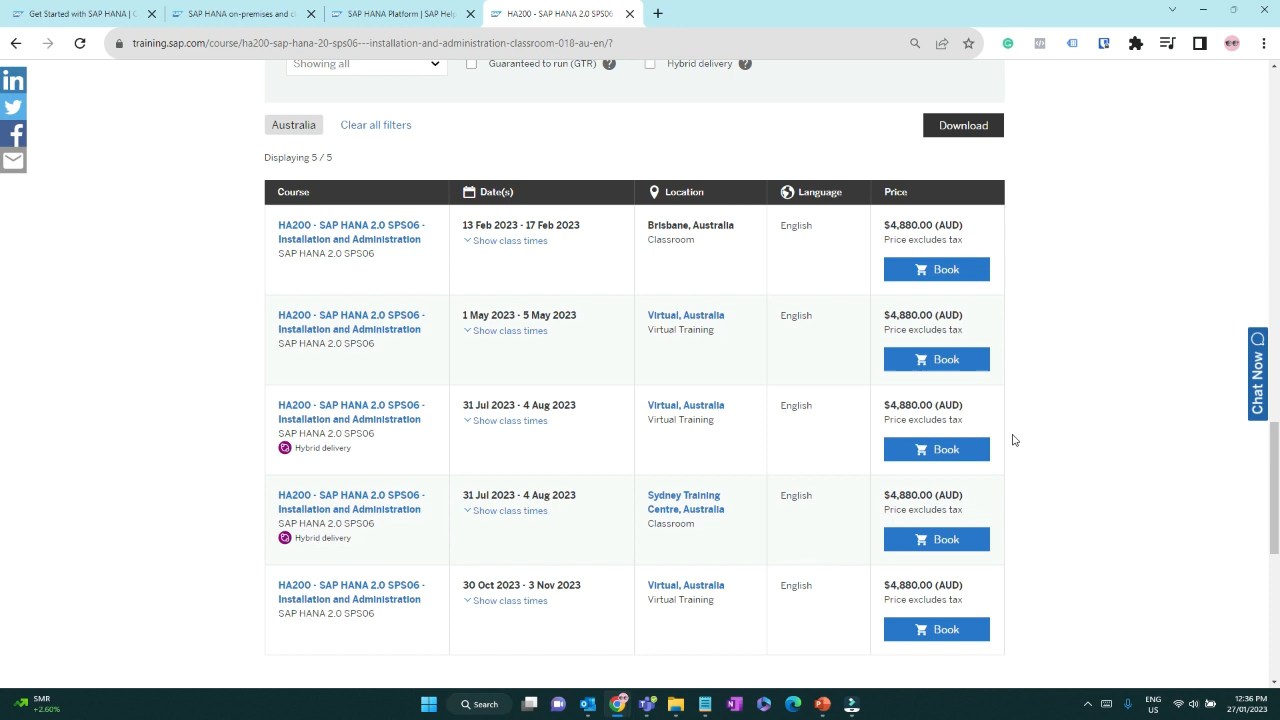 Get Started with SAP HANA | C
SAP HANA on-premises and cl
SAP HANA Platform | SAP Help
HA200 - SAP HANA 2.0 SPS06
training.sap.com/course/ha200-sap-hana-20-sps06---installation-and-administration-classroom-018-au-en/?
Showing all
Guaranteed to run (GTR) ?
Hybrid delivery ?
Australia
Clear all filters
Download
Displaying 5 / 5
Course
Date(s)
Location
Language
Price
HA200 - SAP HANA 2.0 SPS06 -
Installation and Administration
SAP HANA 2.0 SPS06
13 Feb 2023 - 17 Feb 2023
Show class times
Brisbane, Australia
Classroom
English
$4,880.00 (AUD)
Price excludes tax
Book
HA200 - SAP HANA 2.0 SPS06 -
Installation and Administration
SAP HANA 2.0 SPS06
1 May 2023 - 5 May 2023
Show class times
Virtual, Australia
Virtual Training
English
$4,880.00 (AUD)
Price excludes tax
Book
HA200 - SAP HANA 2.0 SPS06 -
Installation and Administration
SAP HANA 2.0 SPS06
Hybrid delivery
31 Jul 2023 - 4 Aug 2023
Show class times
Virtual, Australia
Virtual Training
English
$4,880.00 (AUD)
Price excludes tax
Book
HA200 - SAP HANA 2.0 SPS06 -
Installation and Administration
SAP HANA 2.0 SPS06
Hybrid delivery
31 Jul 2023 - 4 Aug 2023
Show class times
Sydney Training
Centre, Australia
Classroom
English
$4,880.00 (AUD)
Price excludes tax
Book
HA200 - SAP HANA 2.0 SPS06 -
Installation and Administration
SAP HANA 2.0 SPS06
30 Oct 2023 - 3 Nov 2023
Show class times
Virtual, Australia
Virtual Training
English
$4,880.00 (AUD)
Price excludes tax
Book
Chat Now
SMR
+2.60%
Search
ENG
US
12:36 PM
27/01/2023